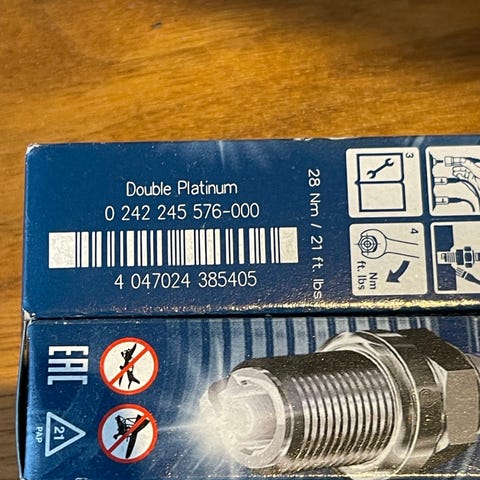 Double Platinum
0 242 245 576-000
4 047024 385405
28 Nm / 21 ft. lbs
3
4
Nm
ft. lbs
EAC
21
PAP